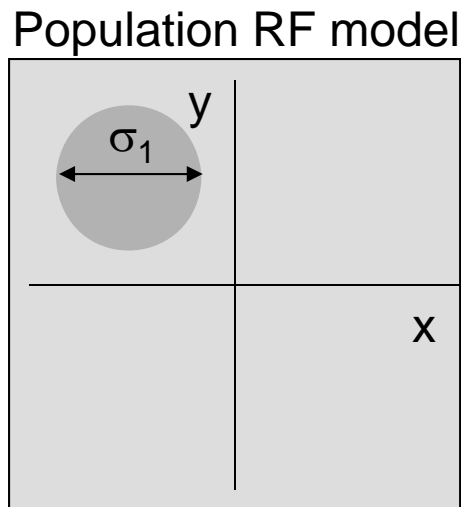 Population RF model
y
σ1
x